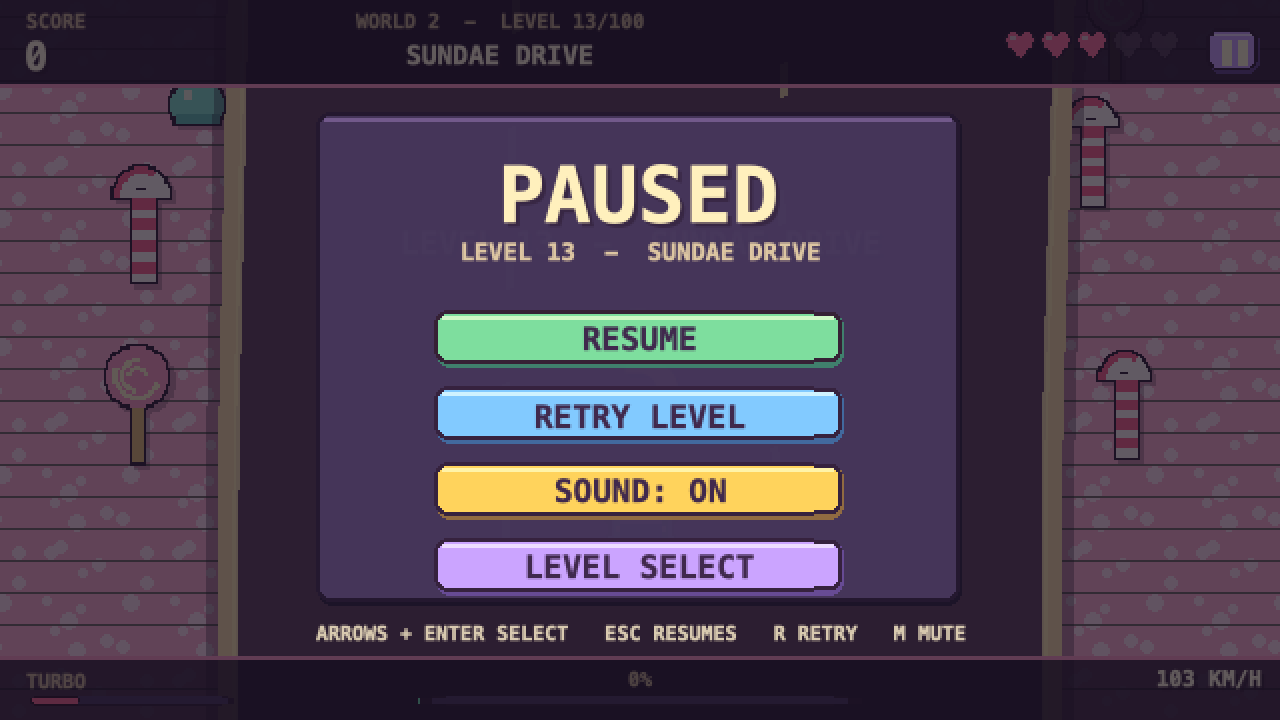 SCORE
0
WORLD 2 – LEVEL 13/100
SUNDAE DRIVE
PAUSED
LEVEL 13 – SUNDAE DRIVE
RESUME
RETRY LEVEL
SOUND: ON
LEVEL SELECT
ARROWS + ENTER SELECT ESC RESUMES R RETRY M MUTE
TURBO
0%
103 KM/H